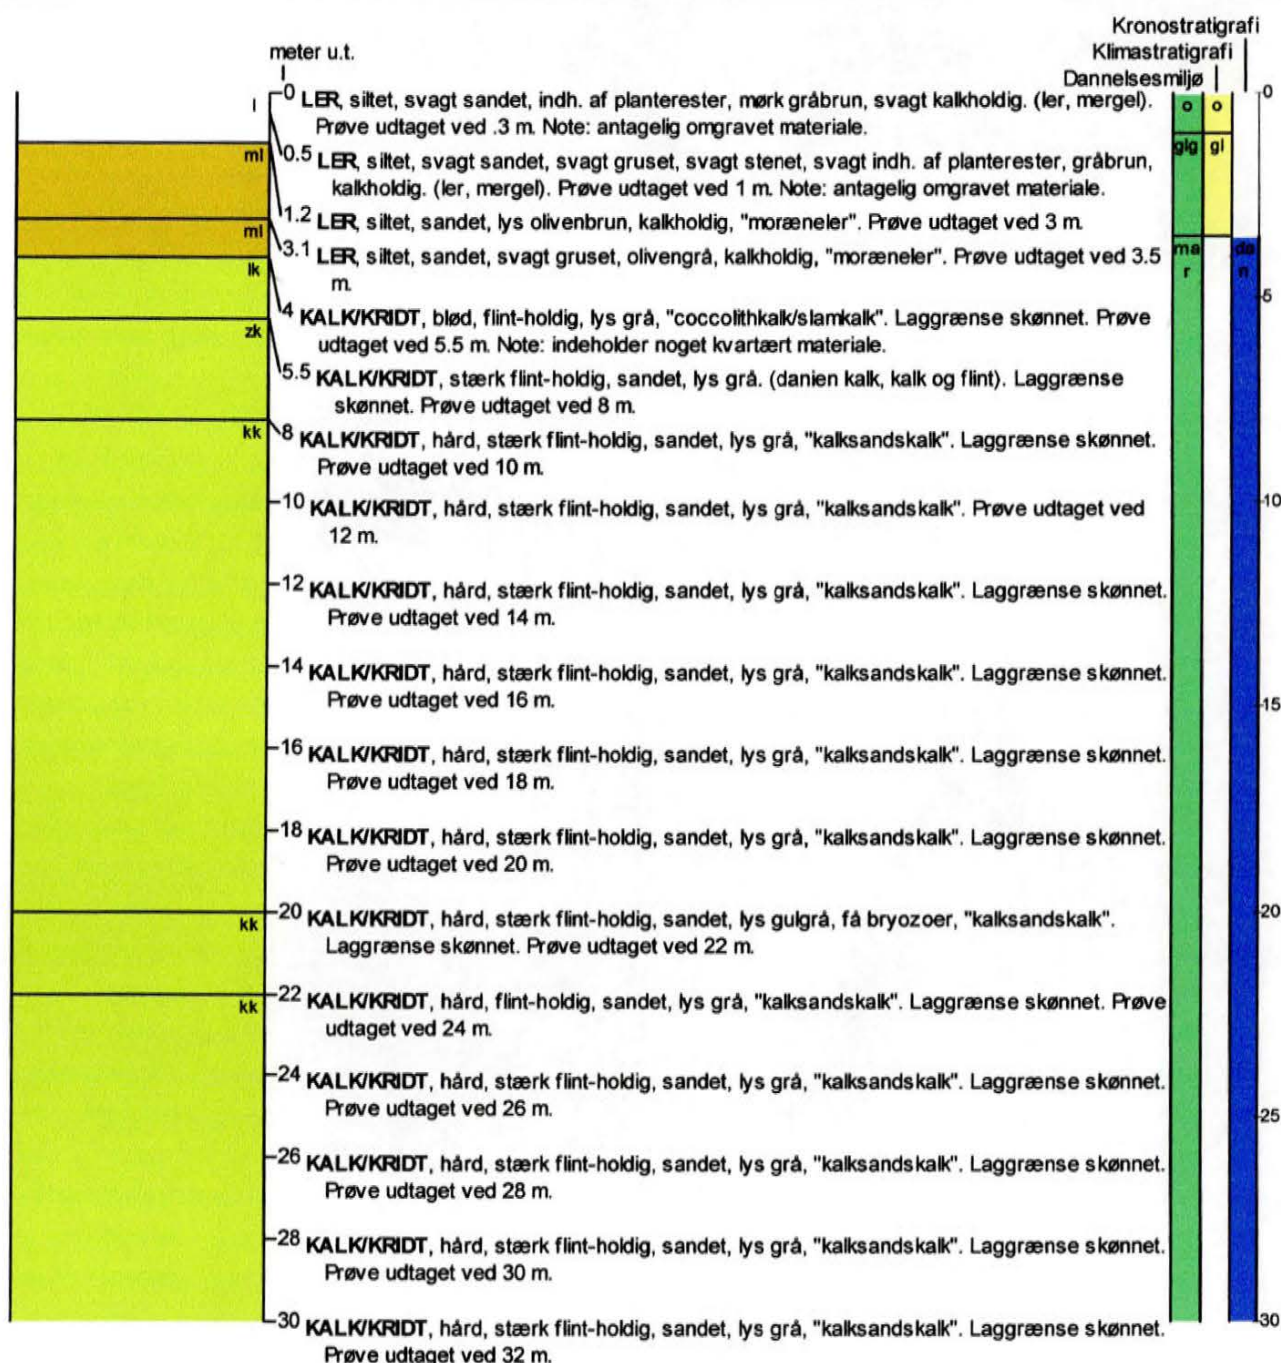 Kronostratigrafi
meter u.t.
Klimastratigrafi
Dannelsesmiljø
l
0 LER, siltet, svagt sandet, indh. af planterester, mørk gråbrun, svagt kalkholdig. (ler, mergel).
Prøve udtaget ved .3 m. Note: antagelig omgravet materiale.
o
o
0
ml
0.5 LER, siltet, svagt sandet, svagt gruset, svagt stenet, svagt indh. af planterester, gråbrun,
kalkholdig. (ler, mergel). Prøve udtaget ved 1 m. Note: antagelig omgravet materiale.
glg
gl
1.2 LER, siltet, sandet, lys olivenbrun, kalkholdig, "moræneler". Prøve udtaget ved 3 m.
ml
3.1 LER, siltet, sandet, svagt gruset, olivengrå, kalkholdig, "moræneler". Prøve udtaget ved 3.5
m.
ma
r
da
n
lk
4 KALK/KRIDT, blød, flint-holdig, lys grå, "coccolithkalk/slamkalk". Laggrænse skønnet. Prøve
udtaget ved 5.5 m. Note: indeholder noget kvartært materiale.
5
zk
5.5 KALK/KRIDT, stærk flint-holdig, sandet, lys grå. (danien kalk, kalk og flint). Laggrænse
skønnet. Prøve udtaget ved 8 m.
kk
8 KALK/KRIDT, hård, stærk flint-holdig, sandet, lys grå, "kalksandskalk". Laggrænse skønnet.
Prøve udtaget ved 10 m.
10 KALK/KRIDT, hård, stærk flint-holdig, sandet, lys grå, "kalksandskalk". Prøve udtaget ved
12 m.
10
12 KALK/KRIDT, hård, stærk flint-holdig, sandet, lys grå, "kalksandskalk". Laggrænse skønnet.
Prøve udtaget ved 14 m.
14 KALK/KRIDT, hård, stærk flint-holdig, sandet, lys grå, "kalksandskalk". Laggrænse skønnet.
Prøve udtaget ved 16 m.
15
16 KALK/KRIDT, hård, stærk flint-holdig, sandet, lys grå, "kalksandskalk". Laggrænse skønnet.
Prøve udtaget ved 18 m.
18 KALK/KRIDT, hård, stærk flint-holdig, sandet, lys grå, "kalksandskalk". Laggrænse skønnet.
Prøve udtaget ved 20 m.
kk
20 KALK/KRIDT, hård, stærk flint-holdig, sandet, lys gulgrå, få bryozoer, "kalksandskalk".
Laggrænse skønnet. Prøve udtaget ved 22 m.
20
kk
22 KALK/KRIDT, hård, flint-holdig, sandet, lys grå, "kalksandskalk". Laggrænse skønnet. Prøve
udtaget ved 24 m.
24 KALK/KRIDT, hård, stærk flint-holdig, sandet, lys grå, "kalksandskalk". Laggrænse skønnet.
Prøve udtaget ved 26 m.
25
26 KALK/KRIDT, hård, stærk flint-holdig, sandet, lys grå, "kalksandskalk". Laggrænse skønnet.
Prøve udtaget ved 28 m.
28 KALK/KRIDT, hård, stærk flint-holdig, sandet, lys grå, "kalksandskalk". Laggrænse skønnet.
Prøve udtaget ved 30 m.
30 KALK/KRIDT, hård, stærk flint-holdig, sandet, lys grå, "kalksandskalk". Laggrænse skønnet.
Prøve udtaget ved 32 m.
30